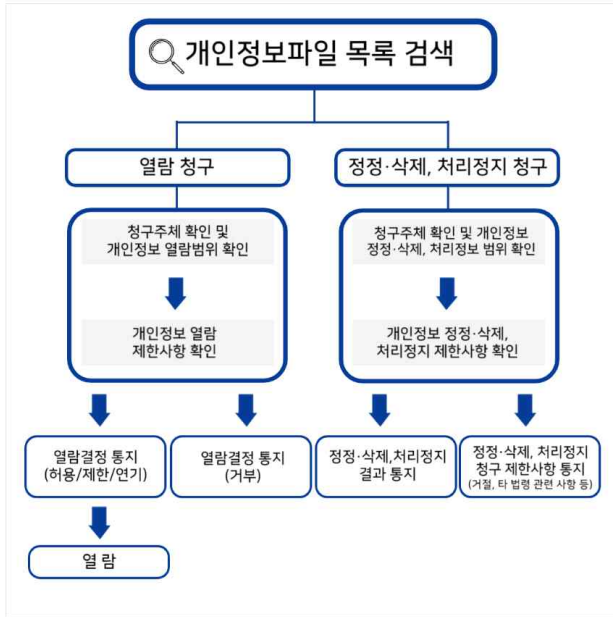 개인정보파일 목록 검색
열람 청구
정정·삭제, 처리정지 청구
청구주체 확인 및
개인정보 열람범위 확인
개인정보 열람
제한사항 확인
청구주체 확인 및 개인정보
정정·삭제, 처리정보 범위 확인
개인정보 정정·삭제,
처리정지 제한사항 확인
열람결정 통지
(허용/제한/연기)
열람결정 통지
(거부)
정정·삭제,처리정지
결과 통지
정정·삭제, 처리정지
청구 제한사항 통지
(거절, 타 법령 관련 사항 등)
열 람